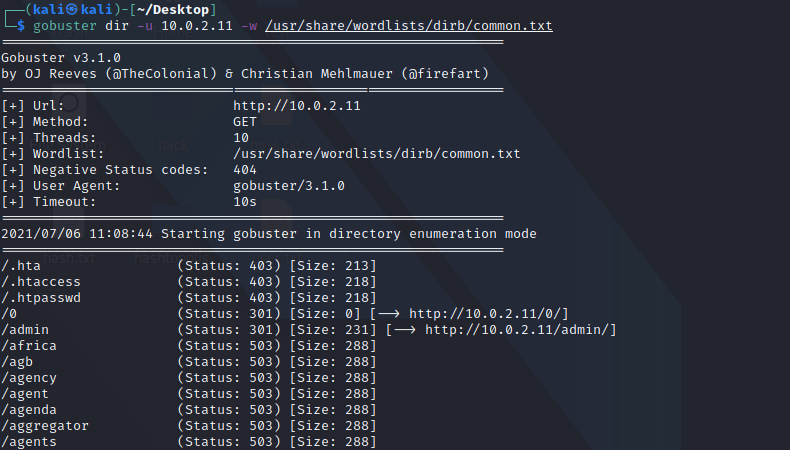 (kali㉿kali)-[~/Desktop]
$ gobuster dir -u 10.0.2.11 -w /usr/share/wordlists/dirb/common.txt
===============================================================
Gobuster v3.1.0
by OJ Reeves (@TheColonial) & Christian Mehlmauer (@firefart)
===============================================================
[+] Url: http://10.0.2.11
[+] Method: GET
[+] Threads: 10
[+] Wordlist: /usr/share/wordlists/dirb/common.txt
[+] Negative Status codes: 404
[+] User Agent: gobuster/3.1.0
[+] Timeout: 10s
===============================================================
2021/07/06 11:08:44 Starting gobuster in directory enumeration mode
===============================================================
/.hta (Status: 403) [Size: 213]
/.htaccess (Status: 403) [Size: 218]
/.htpasswd (Status: 403) [Size: 218]
/0 (Status: 301) [Size: 0] [--> http://10.0.2.11/0/]
/admin (Status: 301) [Size: 231] [--> http://10.0.2.11/admin/]
/africa (Status: 503) [Size: 288]
/agb (Status: 503) [Size: 288]
/agency (Status: 503) [Size: 288]
/agent (Status: 503) [Size: 288]
/agenda (Status: 503) [Size: 288]
/aggregator (Status: 503) [Size: 288]
/agents (Status: 503) [Size: 288]